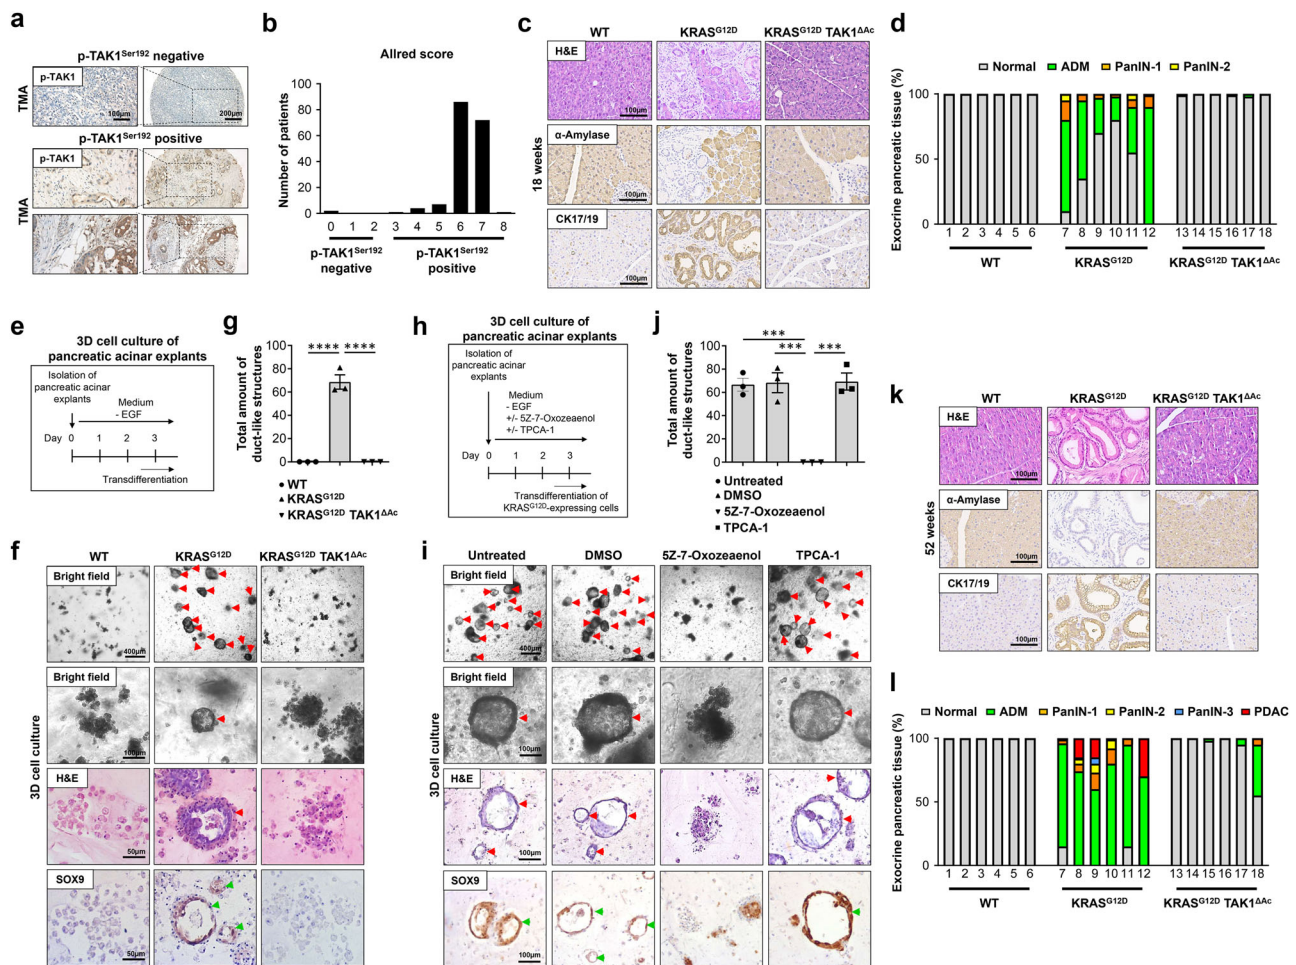 a
p-TAK1Ser192 negative
TMA
p-TAK1
100μm
200μm
p-TAK1Ser192 positive
TMA
p-TAK1
TMA
b
Allred score
Number of patients
100
80
60
40
20
0
0 1 2 3 4 5 6 7 8
p-TAK1Ser192 negative
p-TAK1Ser192 positive
c
WT KRASG12D KRASG12D TAK1ΔAc
18 weeks
H&E
100μm
α-Amylase
100μm
CK17/19
100μm
d
Normal ADM PanIN-1 PanIN-2
Exocrine pancreatic tissue (%)
100
50
0
1 2 3 4 5 6 7 8 9 10 11 12 13 14 15 16 17 18
WT KRASG12D KRASG12D TAK1ΔAc
e
3D cell culture of
pancreatic acinar explants
Isolation of
pancreatic acinar
explants
Medium
- EGF
Day 0 1 2 3
Transdifferentiation
g
Total amount of
duct-like structures
**** ****
100
80
60
40
20
0
WT
KRASG12D
KRASG12D TAK1ΔAc
h
3D cell culture of
pancreatic acinar explants
Isolation of
pancreatic acinar
explants
Medium
- EGF
+/- 5Z-7-Oxozeaenol
+/- TPCA-1
Day 0 1 2 3
Transdifferentiation of
KRASG12D-expressing cells
j
Total amount of
duct-like structures
***
*** ***
100
80
60
40
20
0
Untreated
DMSO
5Z-7-Oxozeaenol
TPCA-1
f
WT KRASG12D KRASG12D TAK1ΔAc
3D cell culture
Bright field
400μm
Bright field
100μm
H&E
50μm
SOX9
50μm
i
Untreated DMSO 5Z-7-Oxozeaenol TPCA-1
3D cell culture
Bright field
400μm
Bright field
100μm
H&E
100μm
SOX9
100μm
k
WT KRASG12D KRASG12D TAK1ΔAc
52 weeks
H&E
100μm
α-Amylase
100μm
CK17/19
100μm
l
Normal ADM PanIN-1 PanIN-2 PanIN-3 PDAC
Exocrine pancreatic tissue (%)
100
50
0
1 2 3 4 5 6 7 8 9 10 11 12 13 14 15 16 17 18
WT KRASG12D KRASG12D TAK1ΔAc